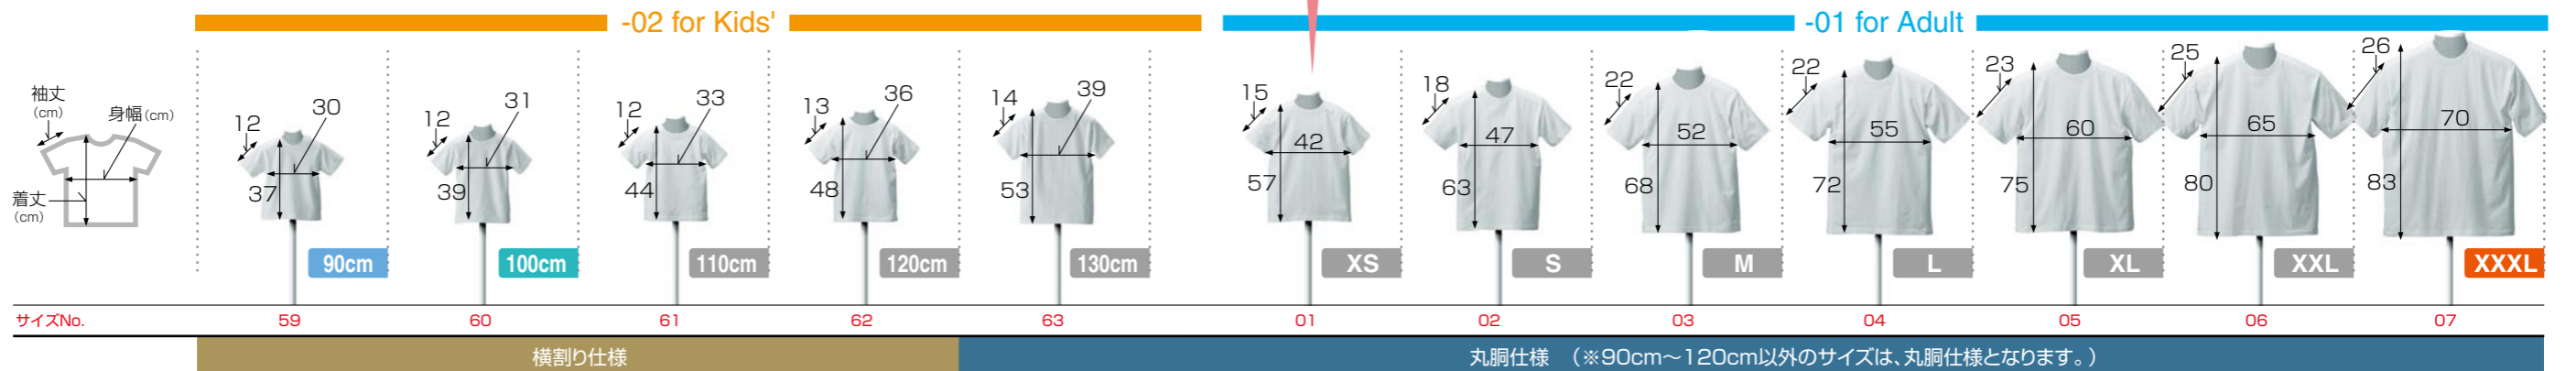 -02 for Kids'
-01 for Adult
袖丈
(cm)
身幅(cm)
着丈
(cm)
12
30
37
90cm
12
31
39
100cm
12
33
44
110cm
13
36
48
120cm
14
39
53
130cm
15
42
57
XS
18
47
63
S
22
52
68
M
22
55
72
L
23
60
75
XL
25
65
80
XXL
26
70
83
XXXL
サイズNo. 59 60 61 62 63 01 02 03 04 05 06 07
横割り仕様
丸胴仕様 (※90cm〜120cm以外のサイズは、丸胴仕様となります。)